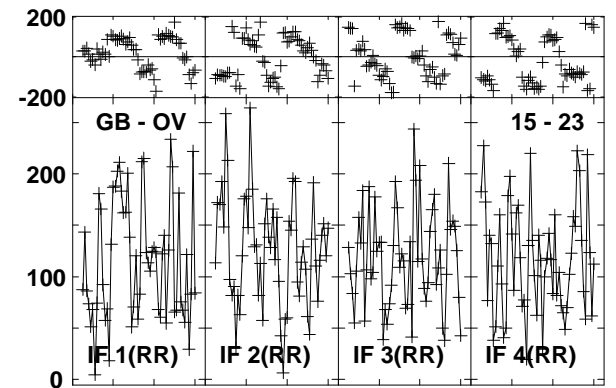 200
-200
GB - OV
15 - 23
200
100
0
IF 1(RR)
IF 2(RR)
IF 3(RR)
IF 4(RR)